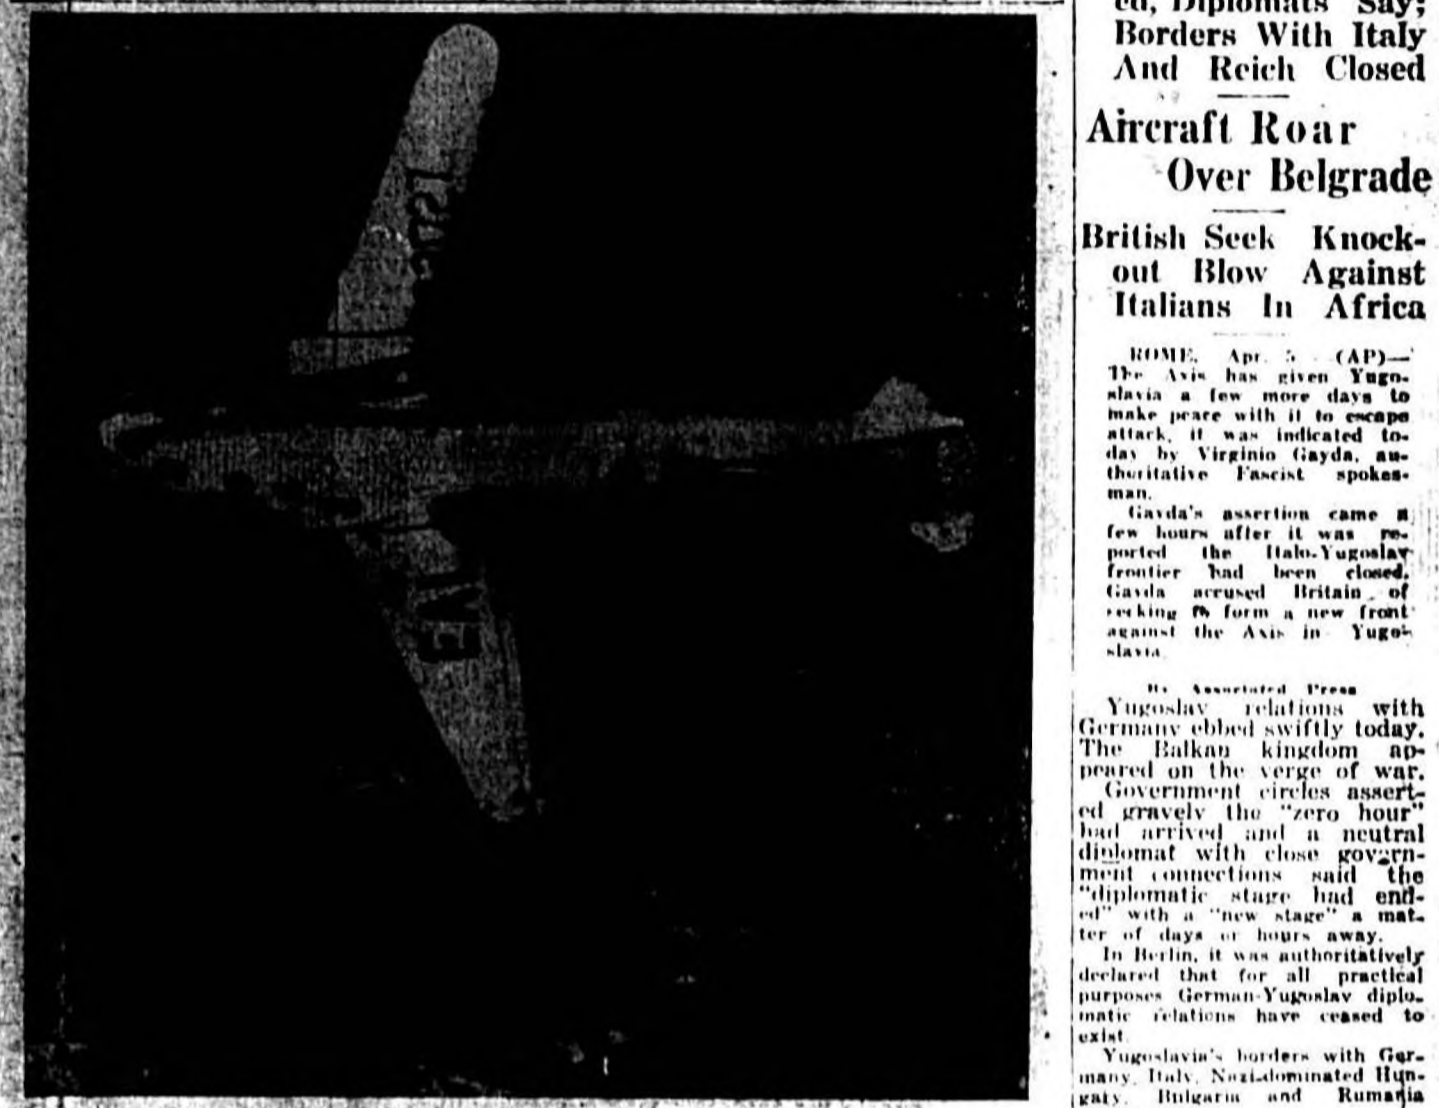 ed, Diplomats Say;
Borders With Italy
And Reich Closed
Aircraft Roar
Over Belgrade
British Seek Knock-
out Blow Against
Italians In Africa
ROME, Apr. 5 (AP)—
The Axis has given Yugo-
slavia a few more days to
make peace with it to escape
attack, it was indicated to-
day by Virginio Gayda, au-
thoritative Fascist spokes-
man.
Gayda's assertion came a
few hours after it was re-
ported the Italo-Yugoslav
frontier had been closed.
Gayda accused Britain of
seeking to form a new front
against the Axis in Yugo-
slavia.
By Associated Press
Yugoslav relations with
Germany ebbed swiftly today.
The Balkan kingdom ap-
peared on the verge of war.
Government circles assert-
ed gravely the "zero hour"
had arrived and a neutral
diplomat with close govern-
ment connections said the
"diplomatic stage had end-
ed" with a "new stage" a mat-
ter of days or hours away.
In Berlin, it was authoritatively
declared that for all practical
purposes German-Yugoslav diplo-
matic relations have ceased to
exist.
Yugoslavia's borders with Ger-
many, Italy, Nazi-dominated Hun-
gary, Bulgaria and Rumania